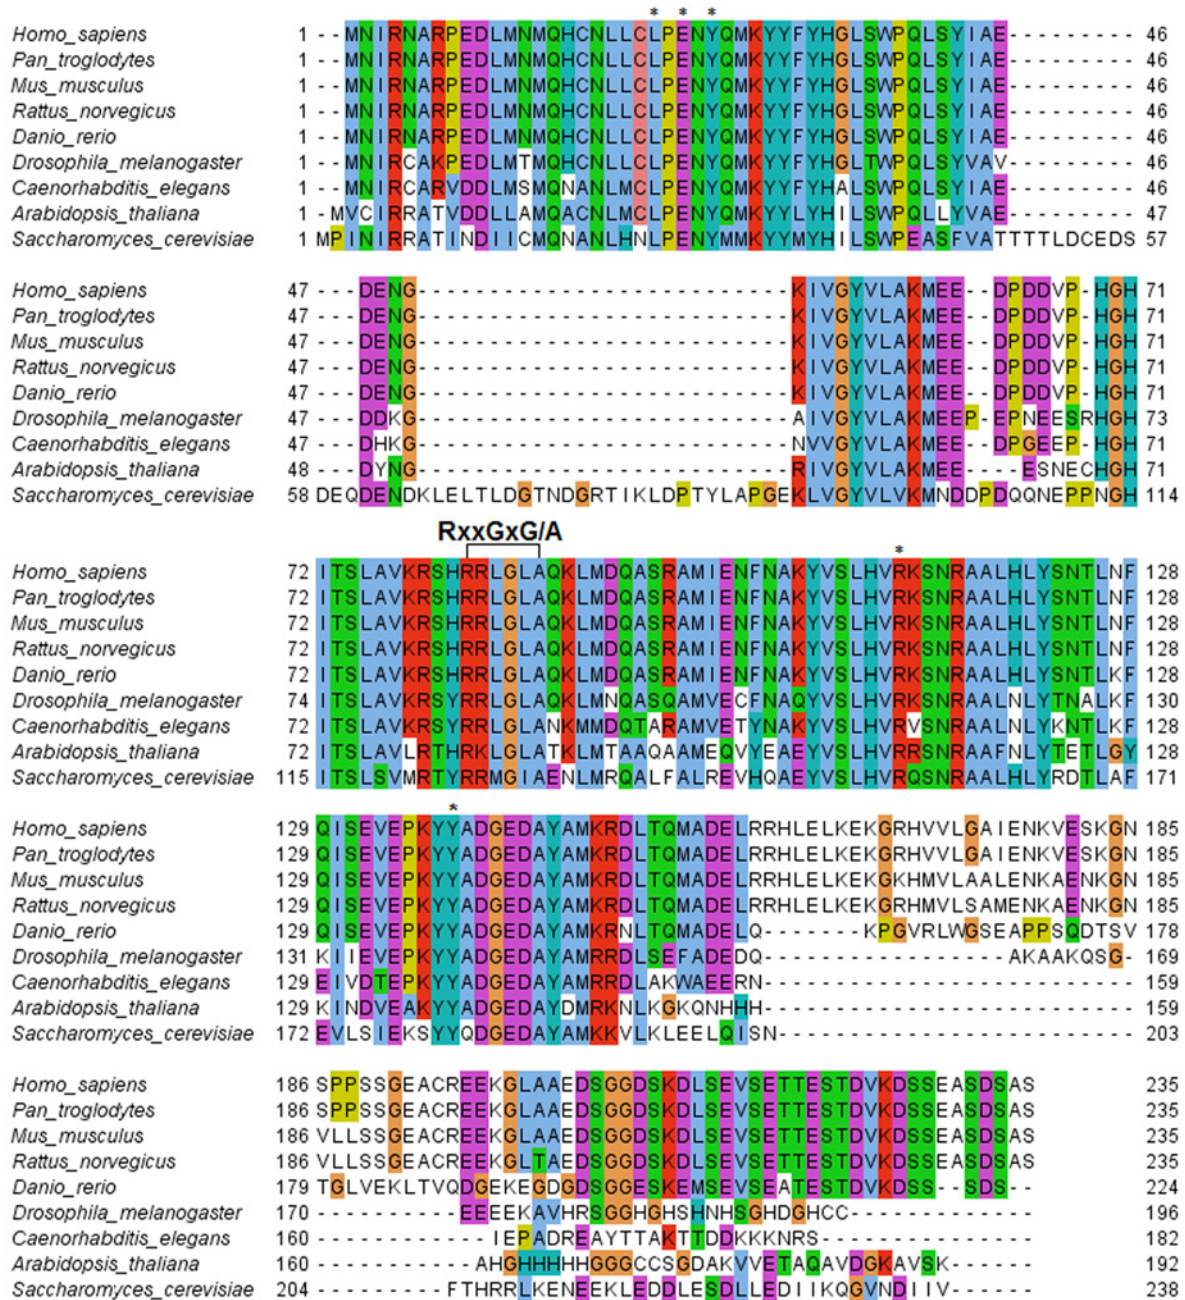 * * *
Homo_sapiens 1 --MNIRNARPEDLMNMQHCNLLCLPENYQMKYYFYHGLSWPQLSYIAE--------- 46
Pan_troglodytes 1 --MNIRNARPEDLMNMQHCNLLCLPENYQMKYYFYHGLSWPQLSYIAE--------- 46
Mus_musculus 1 --MNIRNARPEDLMNMQHCNLLCLPENYQMKYYFYHGLSWPQLSYIAE--------- 46
Rattus_norvegicus 1 --MNIRNARPEDLMNMQHCNLLCLPENYQMKYYFYHGLSWPQLSYIAE--------- 46
Danio_rerio 1 --MNIRNARPEDLMNMQHCNLLCLPENYQMKYYFYHGLSWPQLSYIAE--------- 46
Drosophila_melanogaster 1 --MNIRCAKPEDLMTMQHCNLLCLPENYQMKYYFYHGLTWPQLSYVAV--------- 46
Caenorhabditis_elegans 1 --MNIRCARVDDLMSMQNANLMCLPENYQMKYYFYHALSWPQLSYIAE--------- 46
Arabidopsis_thaliana 1 -MVCIRRATVDDLLAMQACNLMCLPENYQMKYYLYHILSWPQLLYVAE--------- 47
Saccharomyces_cerevisiae 1 MPINIRRATINDIICMQNANLHNLPENYMMKYYMYHILSWPEASFVATTTTLDCEDS 57
Homo_sapiens 47 ---DENG--------------------------KIVGYVLAKMEE--DPDDVP-HGH 71
Pan_troglodytes 47 ---DENG--------------------------KIVGYVLAKMEE--DPDDVP-HGH 71
Mus_musculus 47 ---DENG--------------------------KIVGYVLAKMEE--DPDDVP-HGH 71
Rattus_norvegicus 47 ---DENG--------------------------KIVGYVLAKMEE--DPDDVP-HGH 71
Danio_rerio 47 ---DENG--------------------------KIVGYVLAKMEE--DPDDVP-HGH 71
Drosophila_melanogaster 47 ---DDKG--------------------------AIVGYVLAKMEEP-EPNEESRHGH 73
Caenorhabditis_elegans 47 ---DHKG--------------------------NVVGYVLAKMEE--DPGEEP-HGH 71
Arabidopsis_thaliana 48 ---DYNG--------------------------RIVGYVLAKMEE----ESNECHGH 71
Saccharomyces_cerevisiae 58 DEQDENDKLELTLDGTNDGRTIKLDPTYLAPGEKLVGYVLVKMNDDPDQQNEPPNGH 114
RxxGxG/A
*
Homo_sapiens 72 ITSLAVKRSHRRLGLAQKLMDQASRAMIENFNAKYVSLHVRKSNRAALHLYSNTLNF 128
Pan_troglodytes 72 ITSLAVKRSHRRLGLAQKLMDQASRAMIENFNAKYVSLHVRKSNRAALHLYSNTLNF 128
Mus_musculus 72 ITSLAVKRSHRRLGLAQKLMDQASRAMIENFNAKYVSLHVRKSNRAALHLYSNTLNF 128
Rattus_norvegicus 72 ITSLAVKRSHRRLGLAQKLMDQASRAMIENFNAKYVSLHVRKSNRAALHLYSNTLNF 128
Danio_rerio 72 ITSLAVKRSHRRLGLAQKLMDQASRAMIENFNAKYVSLHVRKSNRAALHLYSNTLKF 128
Drosophila_melanogaster 74 ITSLAVKRSYRRLGLAQKLMNQASQAMVECFNAQYVSLHVRKSNRAALNLYTNALKF 130
Caenorhabditis_elegans 72 ITSLAVKRSYRRLGLANKMMDQTARAMVETYNAKYVSLHVRVSNRAALNLYKNTLKF 128
Arabidopsis_thaliana 72 ITSLAVLRTHRKLGLATKLMTAAQAAMEQVYEAEYVSLHVRRSNRAAFNLYTETLGY 128
Saccharomyces_cerevisiae 115 ITSLSVMRTYRRMGIAENLMRQALFALREVHQAEYVSLHVRQSNRAALHLYRDTLAF 171
*
Homo_sapiens 129 QISEVEPKYYADGEDAYAMKRDLTQMADELRRHLELKEKGRHVVLGAIENKVESKGN 185
Pan_troglodytes 129 QISEVEPKYYADGEDAYAMKRDLTQMADELRRHLELKEKGRHVVLGAIENKVESKGN 185
Mus_musculus 129 QISEVEPKYYADGEDAYAMKRDLTQMADELRRHLELKEKGKHMVLAALENKAENKGN 185
Rattus_norvegicus 129 QISEVEPKYYADGEDAYAMKRDLTQMADELRRHLELKEKGRHMVLSAMENKAENKGN 185
Danio_rerio 129 QISEVEPKYYADGEDAYAMKRNLTQMADELQ-------KPGVRLWGSEAPPSQDTSV 178
Drosophila_melanogaster 131 KIIEVEPKYYADGEDAYAMRRDLSEFADEDQ-----------------AKAAKQSG- 169
Caenorhabditis_elegans 129 EIVDTEPKYYADGEDAYAMRRDLAKWAEERN-------------------------- 159
Arabidopsis_thaliana 129 KINDVEAKYYADGEDAYDMRKNLKGKQNHHH-------------------------- 159
Saccharomyces_cerevisiae 172 EVLSIEKSYYQDGEDAYAMKKVLKLEELQISN------------------------- 203
Homo_sapiens 186 SPPSSGEACREEKGLAAEDSGGDSKDLSEVSETTESTDVKDSSEASDSAS 235
Pan_troglodytes 186 SPPSSGEACREEKGLAAEDSGGDSKDLSEVSETTESTDVKDSSEASDSAS 235
Mus_musculus 186 VLLSSGEACREEKGLAAEDSGGDSKDLSEVSETTESTDVKDSSEASDSAS 235
Rattus_norvegicus 186 VLLSSGEACREEKGLTAEDSGGDSKDLSEVSETTESTDVKDSSEASDSAS 235
Danio_rerio 179 TGLVEKLTVQDGEKEGDGDSGGESKEMSEVSEATESTDVKDSS--SDS-- 224
Drosophila_melanogaster 170 ----------EEEEKAVHRSGGHGHSHNHSGHDGHCC------------- 196
Caenorhabditis_elegans 160 ------------IEPADREAYTTAKTTDDKKKNRS--------------- 182
Arabidopsis_thaliana 160 -----------AHGHHHHHGGGCCSGDAKVVETAQAVDGKAVSK------ 192
Saccharomyces_cerevisiae 204 ---------FTHRRLKENEEKLEDDLESDLLEDIIKQGVNDIIV------ 238